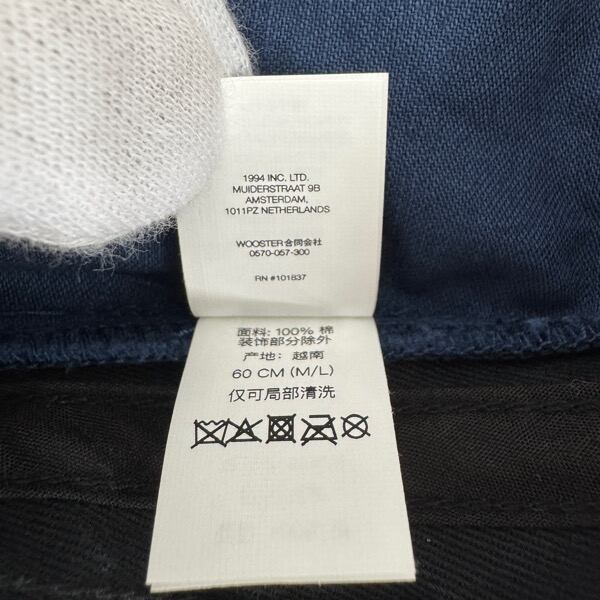 1994 INC. LTD.
MUIDERSTRAAT 9B
AMSTERDAM,
1011PZ NETHERLANDS
WOOSTER合同会社
0570-057-300
RN #101837
面料: 100% 棉
装饰部分除外
产地: 越南
60 CM (M/L)
仅可局部清洗